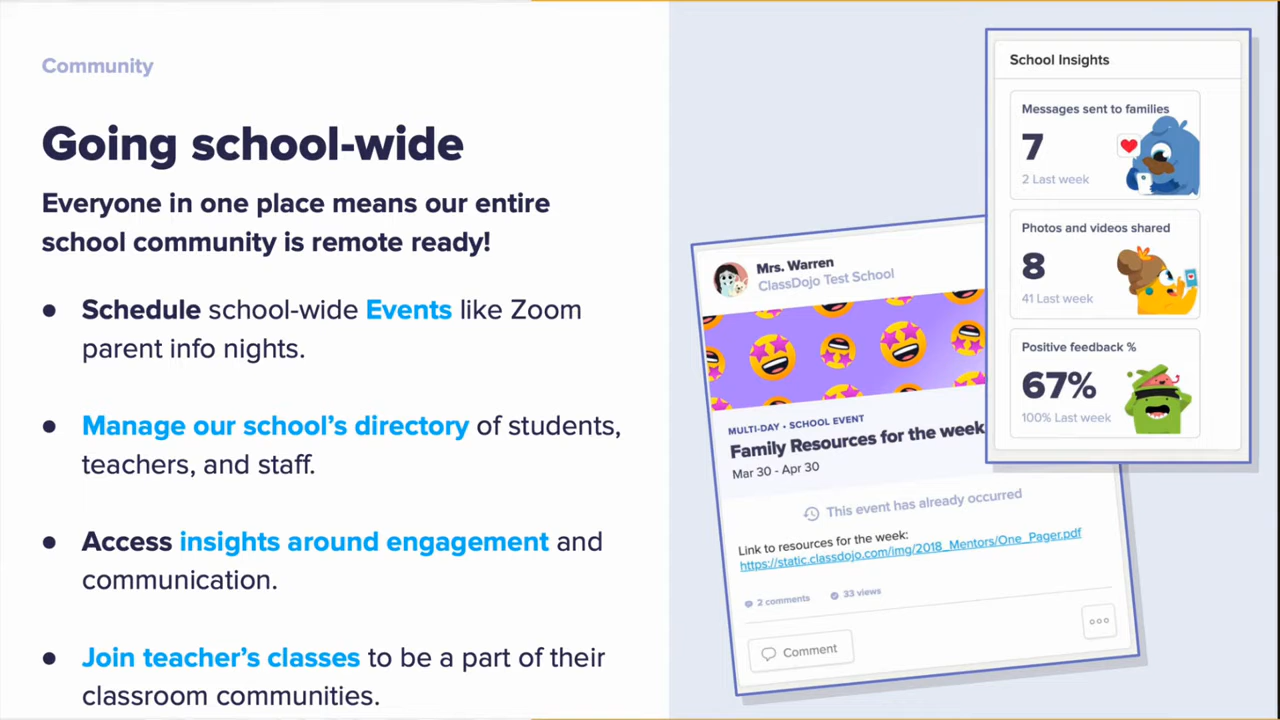 Community
Going school-wide
Everyone in one place means our entire
school community is remote ready!
● Schedule school-wide Events like Zoom
parent info nights.
● Manage our school’s directory of students,
teachers, and staff.
● Access insights around engagement and
communication.
● Join teacher’s classes to be a part of their
classroom communities.
Mrs. Warren
ClassDojo Test School
MULTI-DAY • SCHOOL EVENT
Family Resources for the week
Mar 30 - Apr 30
This event has already occurred
Link to resources for the week:
https://static.classdojo.com/img/2018_Mentors/One_Pager.pdf
2 comments 33 views
Comment
School Insights
Messages sent to families
7
2 Last week
Photos and videos shared
8
41 Last week
Positive feedback %
67%
100% Last week